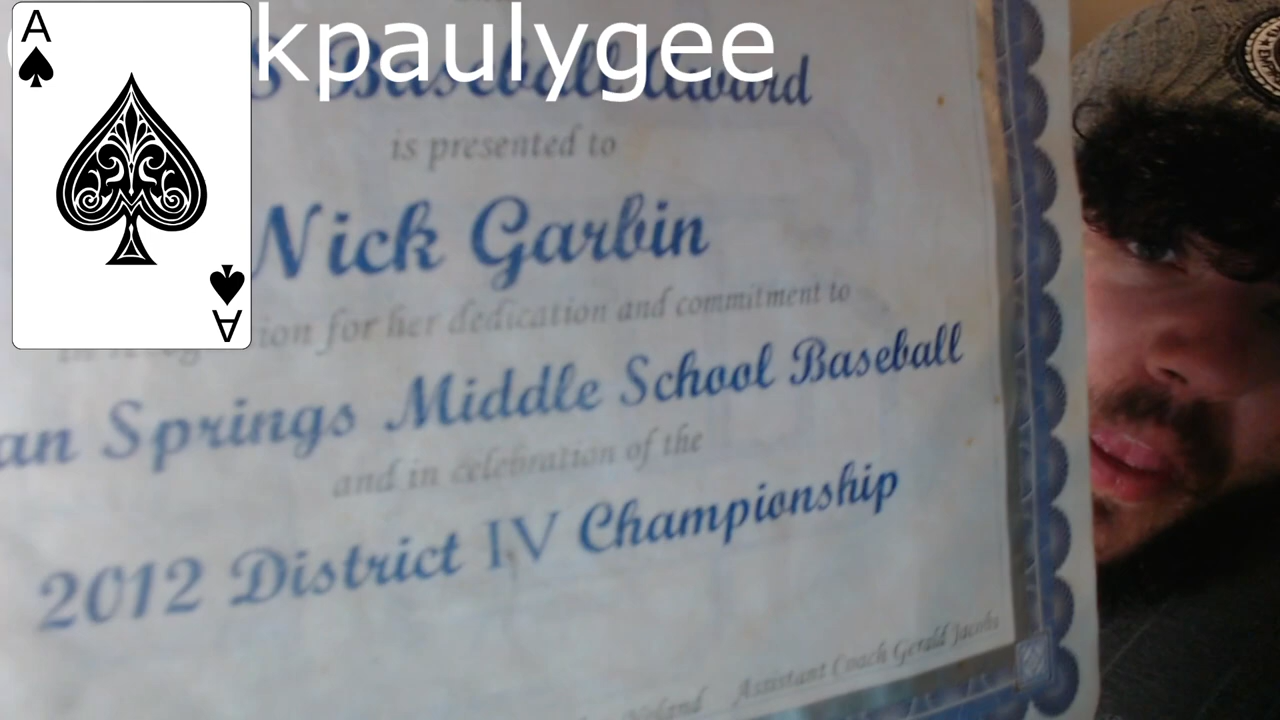 A
kpaulygee
Baseball Award
is presented to
Nick Garbin
for her dedication and commitment to
Springs Middle School Baseball
and in celebration of the
2012 District IV Championship
Assistant Coach Gerald Jacobs
A